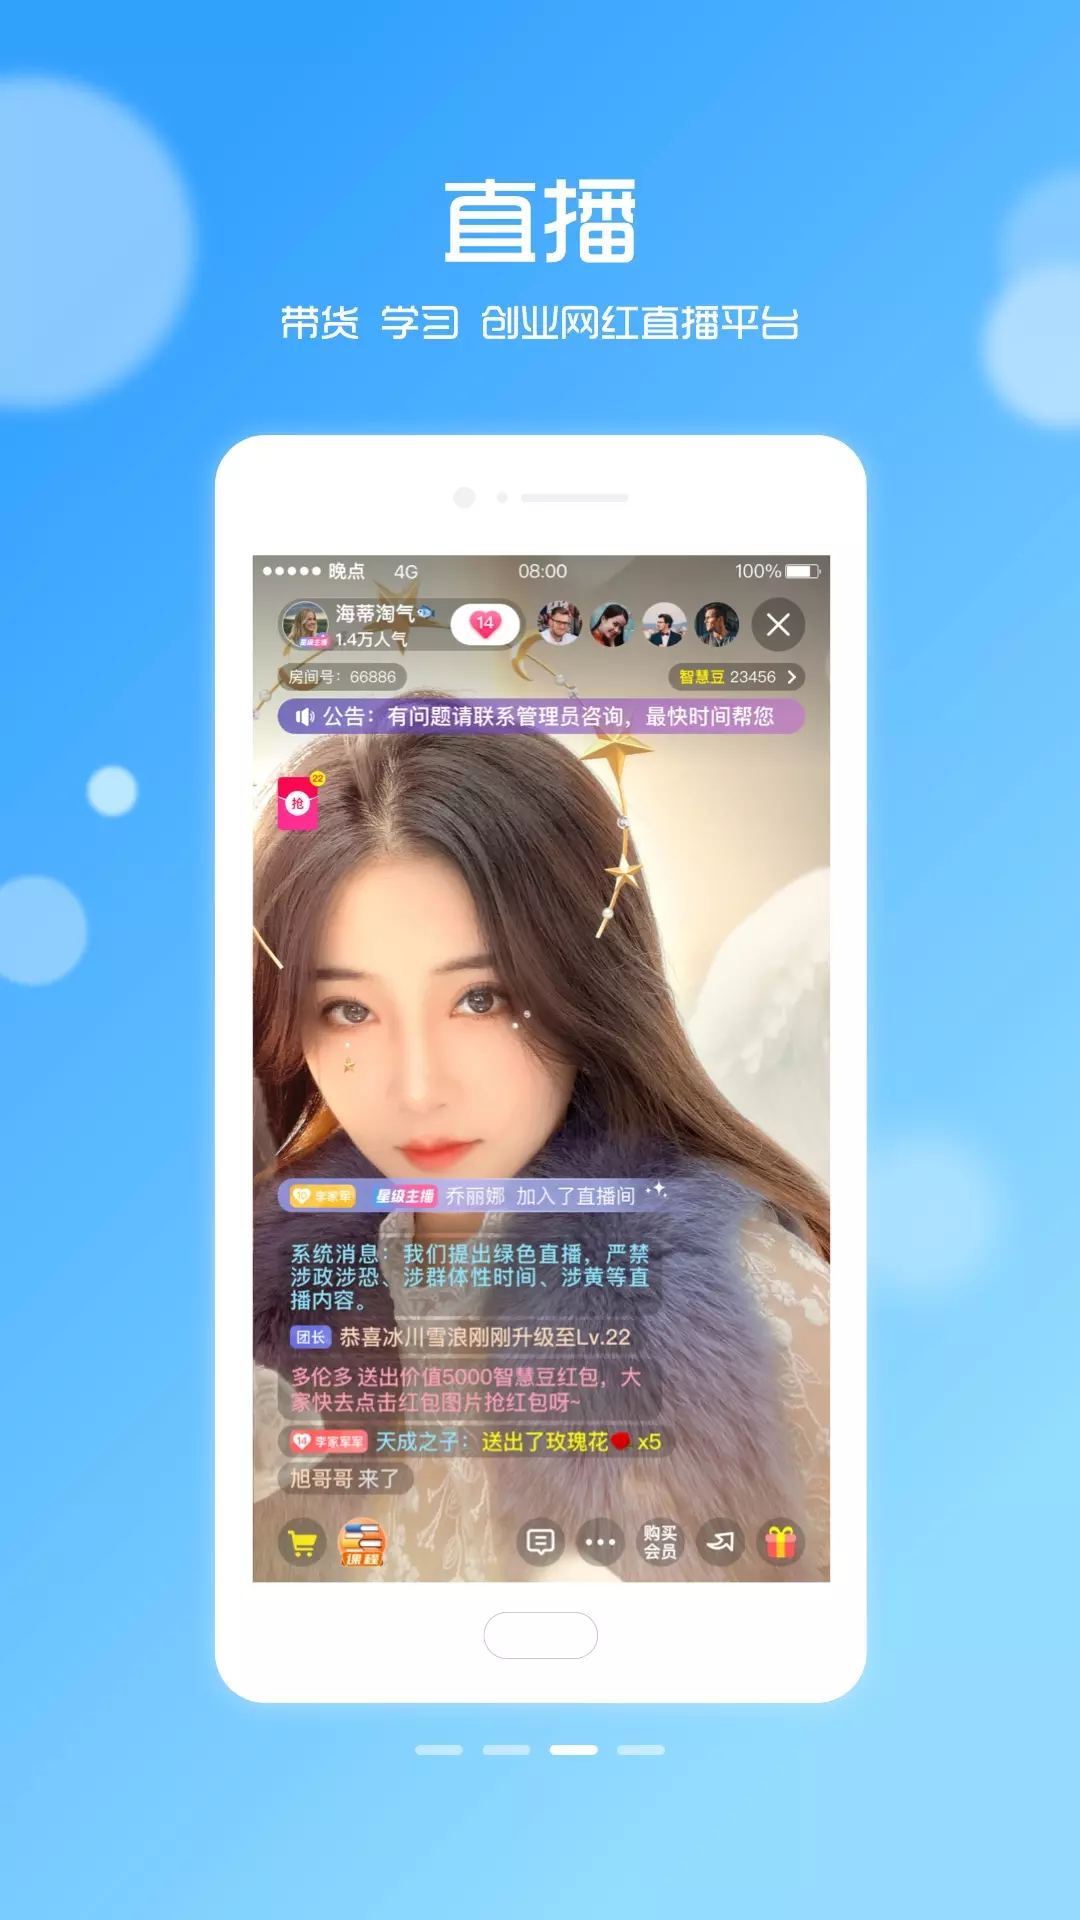 直播
带货 学习 创业网红直播平台
晚点 4G 08:00 100%
海蒂淘气 14
星级主播 1.4万人气
房间号：66886 智慧豆 23456
公告：有问题请联系管理员咨询，最快时间帮您
22
抢
10 李家军 星级主播 乔丽娜 加入了直播间
系统消息：我们提出绿色直播，严禁
涉政涉恐、涉群体性时间、涉黄等直
播内容。
团长 恭喜冰川雪浪刚刚升级至Lv.22
多伦多 送出价值5000智慧豆红包，大
家快去点击红包图片抢红包呀~
14 李家军军 天成之子：送出了玫瑰花 x5
旭哥哥 来了
课程 购买
会员